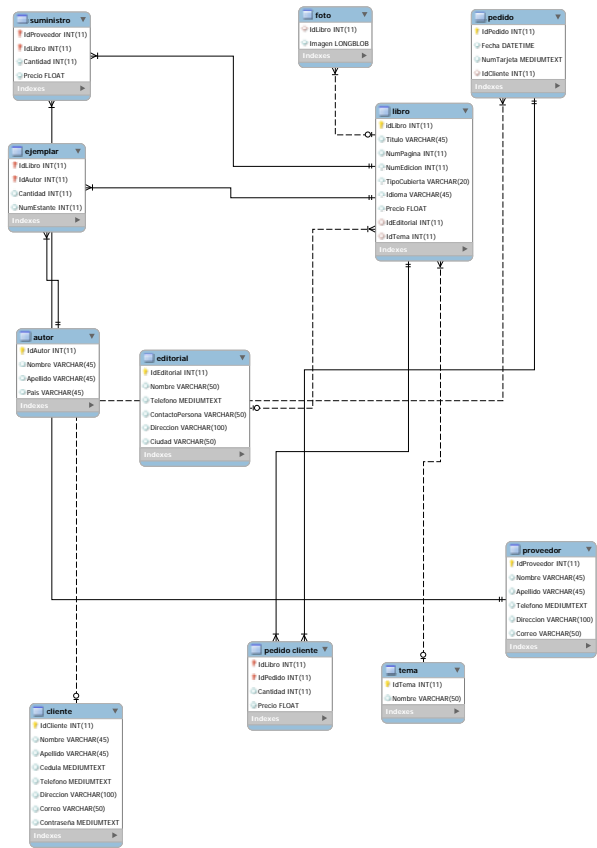 suministro
IdProveedor INT(11)
IdLibro INT(11)
Cantidad INT(11)
Precio FLOAT
Indexes
foto
IdLibro INT(11)
Imagen LONGBLOB
Indexes
pedido
IdPedido INT(11)
Fecha DATETIME
NumTarjeta MEDIUMTEXT
IdCliente INT(11)
Indexes
libro
idLibro INT(11)
Titulo VARCHAR(45)
NumPagina INT(11)
NumEdicion INT(11)
TipoCubierta VARCHAR(20)
Idioma VARCHAR(45)
Precio FLOAT
IdEditorial INT(11)
IdTema INT(11)
Indexes
ejemplar
IdLibro INT(11)
IdAutor INT(11)
Cantidad INT(11)
NumEstante INT(11)
Indexes
autor
IdAutor INT(11)
Nombre VARCHAR(45)
Apellido VARCHAR(45)
Pais VARCHAR(45)
Indexes
editorial
IdEditorial INT(11)
Nombre VARCHAR(50)
Telefono MEDIUMTEXT
ContactoPersona VARCHAR(50)
Direccion VARCHAR(100)
Ciudad VARCHAR(50)
Indexes
proveedor
IdProveedor INT(11)
Nombre VARCHAR(45)
Apellido VARCHAR(45)
Telefono MEDIUMTEXT
Direccion VARCHAR(100)
Correo VARCHAR(50)
Indexes
pedido cliente
IdLibro INT(11)
IdPedido INT(11)
Cantidad INT(11)
Precio FLOAT
Indexes
tema
IdTema INT(11)
Nombre VARCHAR(50)
Indexes
cliente
IdCliente INT(11)
Nombre VARCHAR(45)
Apellido VARCHAR(45)
Cedula MEDIUMTEXT
Telefono MEDIUMTEXT
Direccion VARCHAR(100)
Correo VARCHAR(50)
Contraseña MEDIUMTEXT
Indexes